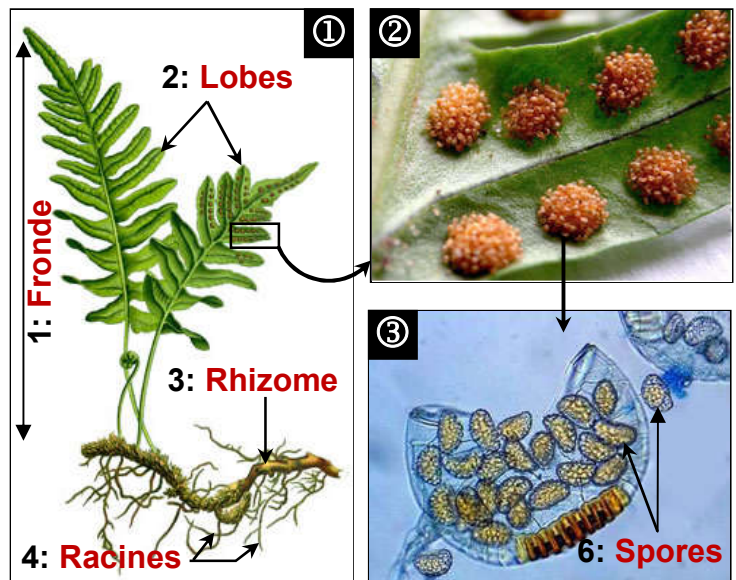 ①
②
2: Lobes
1: Fronde
③
3: Rhizome
4: Racines
6: Spores